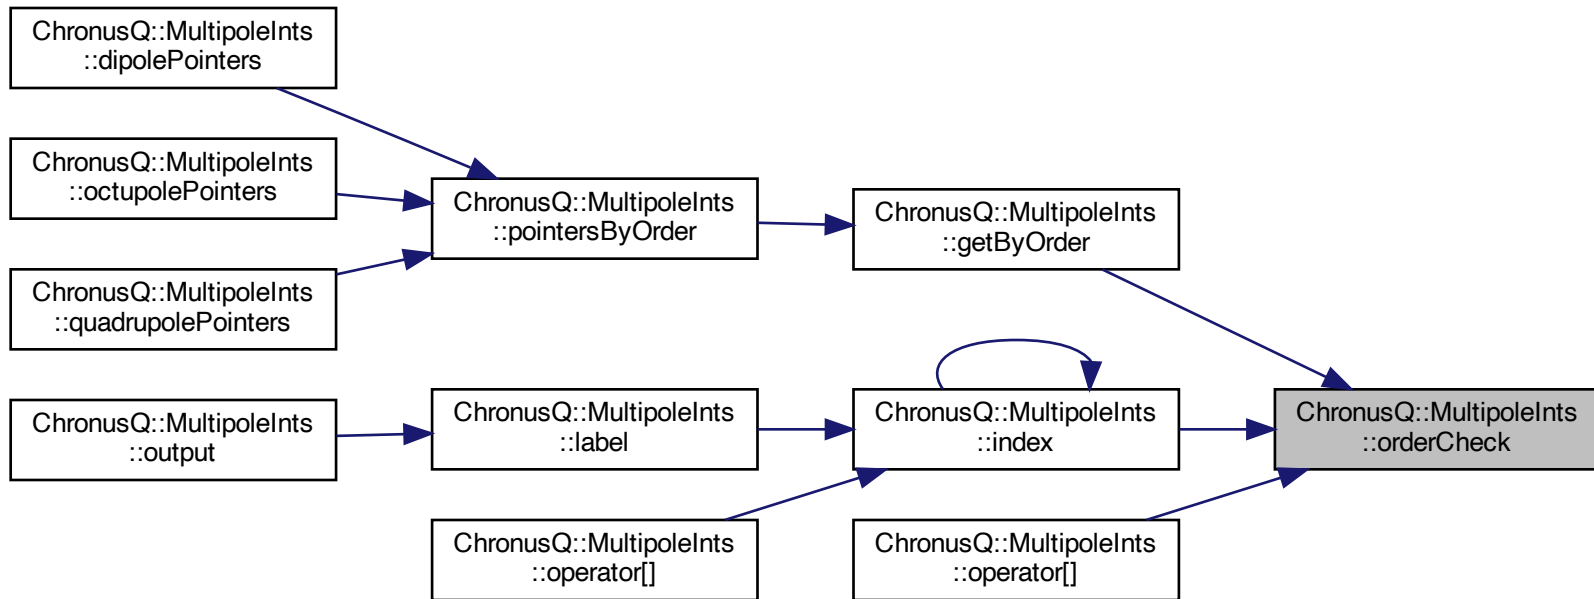 ChronusQ::MultipoleInts
::dipolePointers
ChronusQ::MultipoleInts
::octupolePointers
ChronusQ::MultipoleInts
::pointersByOrder
ChronusQ::MultipoleInts
::getByOrder
ChronusQ::MultipoleInts
::quadrupolePointers
ChronusQ::MultipoleInts
::output
ChronusQ::MultipoleInts
::label
ChronusQ::MultipoleInts
::index
ChronusQ::MultipoleInts
::orderCheck
ChronusQ::MultipoleInts
::operator[]
ChronusQ::MultipoleInts
::operator[]